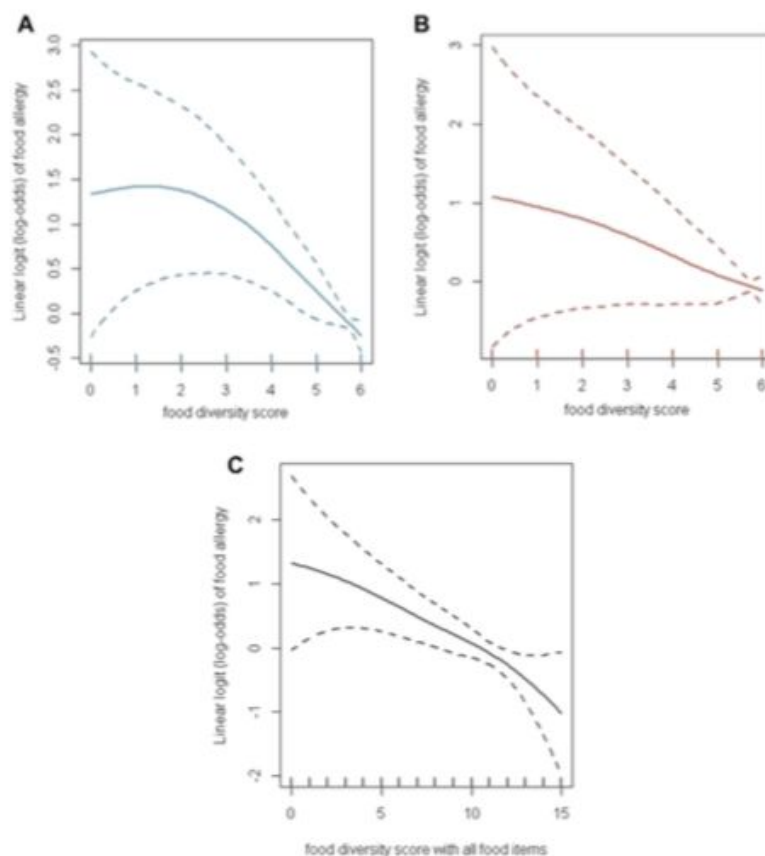 A
Linear logit (log-odds) of food allergy
3.0
2.5
2.0
1.5
1.0
0.5
0.0
-0.5
0 1 2 3 4 5 6
food diversity score
B
Linear logit (log-odds) of food allergy
3
2
1
0
0 1 2 3 4 5 6
food diversity score
C
Linear logit (log-odds) of food allergy
2
1
0
-1
-2
0 5 10 15
food diversity score with all food items